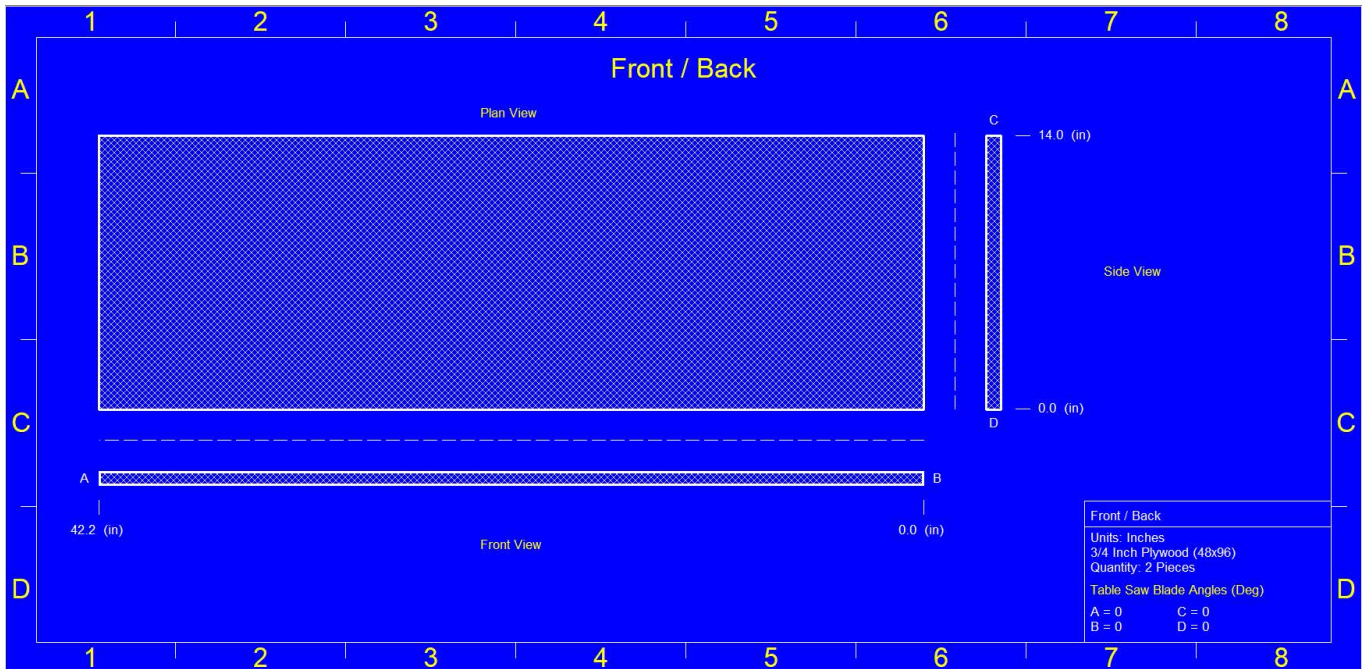 1 2 3 4 5 6 7 8
Front / Back
A A
Plan View
C
14.0 (in)
B B
Side View
0.0 (in)
C C
D
A B
42.2 (in) 0.0 (in)
Front View
Front / Back
Units: Inches
3/4 Inch Plywood (48x96)
Quantity: 2 Pieces
Table Saw Blade Angles (Deg)
A = 0 C = 0
B = 0 D = 0
D D
1 2 3 4 5 6 7 8